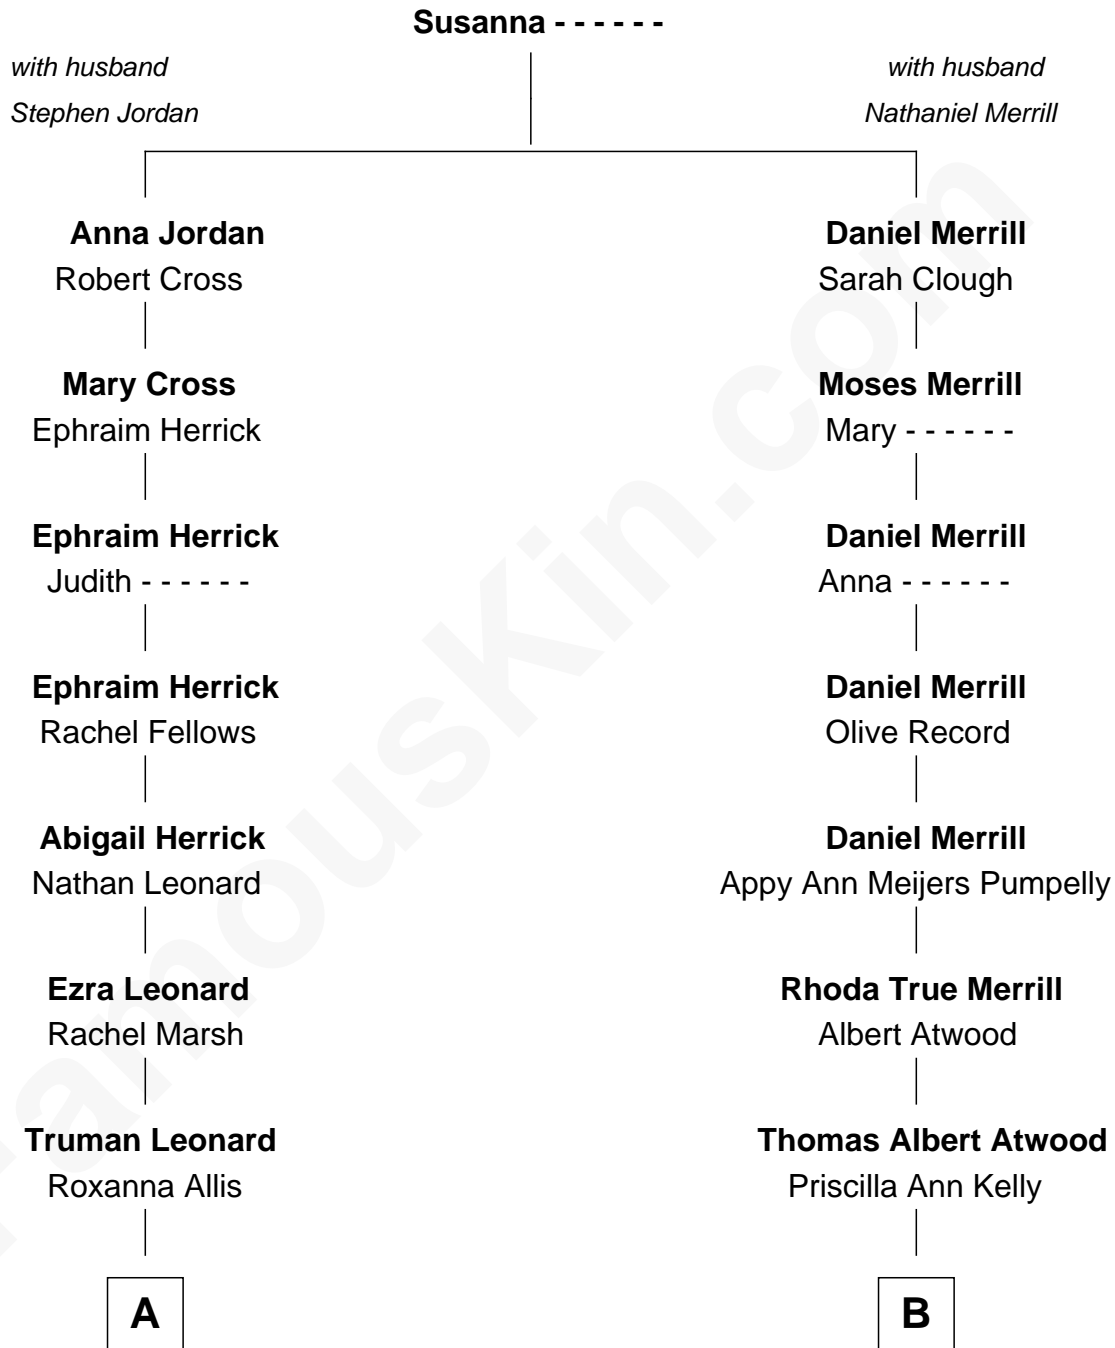 Susanna - - - - - -
with husband
Stephen Jordan
with husband
Nathaniel Merrill
Anna Jordan
Robert Cross
Daniel Merrill
Sarah Clough
Mary Cross
Ephraim Herrick
Moses Merrill
Mary - - - - - -
Ephraim Herrick
Judith - - - - - -
Daniel Merrill
Anna - - - - - -
Ephraim Herrick
Rachel Fellows
Daniel Merrill
Olive Record
Abigail Herrick
Nathan Leonard
Daniel Merrill
Appy Ann Meijers Pumpelly
Ezra Leonard
Rachel Marsh
Rhoda True Merrill
Albert Atwood
Truman Leonard
Roxanna Allis
Thomas Albert Atwood
Priscilla Ann Kelly
A
B
FamousKin.com